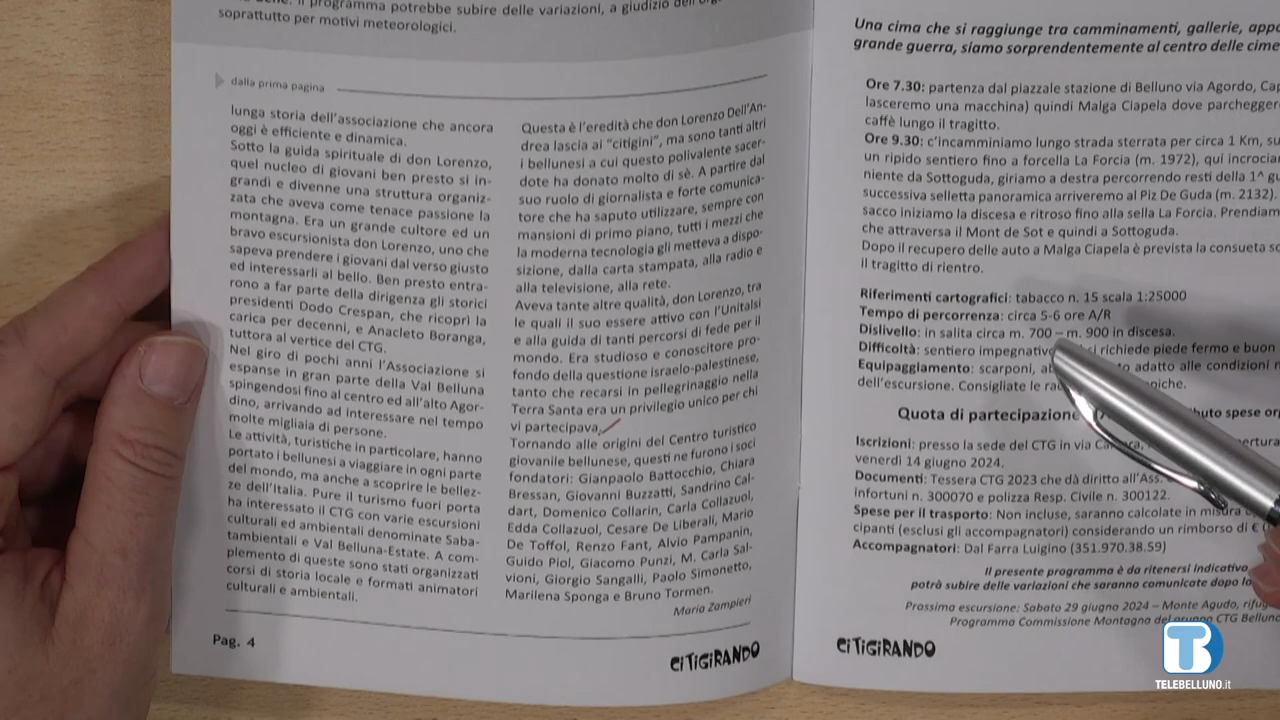 Il programma potrebbe subire delle variazioni, a giudizio
soprattutto per motivi meteorologici.
dalla prima pagina
lunga storia dell'associazione che ancora
oggi è efficiente e dinamica.
Sotto la guida spirituale di don Lorenzo,
quel nucleo di giovani ben presto si in-
grandì e divenne una struttura organiz-
zata che aveva come tenace passione la
montagna. Era un grande cultore ed un
bravo escursionista don Lorenzo, uno che
sapeva prendere i giovani dal verso giusto
ed interessarli al bello. Ben presto entra-
rono a far parte della dirigenza gli storici
presidenti Dodo Crespan, che ricoprì la
carica per decenni, e Anacleto Boranga,
tuttora al vertice del CTG.
Nel giro di pochi anni l'Associazione si
espanse in gran parte della Val Belluna
spingendosi fino al centro ed all'alto Agor-
dino, arrivando ad interessare nel tempo
molte migliaia di persone.
Le attività, turistiche in particolare, hanno
portato i bellunesi a viaggiare in ogni parte
del mondo, ma anche a scoprire le bellez-
ze dell'Italia. Pure il turismo fuori porta
ha interessato il CTG con varie escursioni
culturali ed ambientali denominate Saba-
tambientali e Val Belluna-Estate. A com-
plemento di queste sono stati organizzati
corsi di storia locale e formati animatori
culturali e ambientali.
Questa è l'eredità che don Lorenzo Dell'An-
drea lascia ai "citigini", ma sono tanti altri
i bellunesi a cui questo polivalente sacer-
dote ha donato molto di sè. A partire dal
suo ruolo di giornalista e forte comunica-
tore che ha saputo utilizzare, sempre con
mansioni di primo piano, tutti i mezzi che
la moderna tecnologia gli metteva a dispo-
sizione, dalla carta stampata, alla radio e
alla televisione, alla rete.
Aveva tante altre qualità, don Lorenzo, tra
le quali il suo essere attivo con l'Unitalsi
e alla guida di tanti percorsi di fede per il
mondo. Era studioso e conoscitore pro-
fondo della questione israelo-palestinese,
tanto che recarsi in pellegrinaggio nella
Terra Santa era un privilegio unico per chi
vi partecipava.
Tornando alle origini del Centro turistico
giovanile bellunese, questi ne furono i soci
fondatori: Gianpaolo Battocchio, Chiara
Bressan, Giovanni Buzzatti, Sandrino Cal-
dart, Domenico Collarin, Carla Collazuol,
Edda Collazuol, Cesare De Liberali, Mario
De Toffol, Renzo Fant, Alvio Pampanin,
Guido Piol, Giacomo Punzi, M. Carla Sal-
vioni, Giorgio Sangalli, Paolo Simonetto,
Marilena Sponga e Bruno Tormen.
Maria Zampieri
Pag. 4
CiTiGiRANDO
Una cima che si raggiunge tra camminamenti, gallerie,
grande guerra, siamo sorprendentemente al centro delle cime
Ore 7.30: partenza dal piazzale stazione di Belluno via Agordo,
lasceremo una macchina) quindi Malga Ciapela dove
caffè lungo il tragitto.
Ore 9.30: c'incamminiamo lungo strada sterrata per circa 1 Km, su
un ripido sentiero fino a forcella La Forcia (m. 1972), qui
niente da Sottoguda, giriamo a destra percorrendo resti della 1^
successiva selletta panoramica arriveremo al Piz De Guda (m. 2132).
sacco iniziamo la discesa e ritroso fino alla sella La Forcia.
che attraversa il Mont de Sot e quindi a Sottoguda.
Dopo il recupero delle auto a Malga Ciapela è prevista la consueta
il tragitto di rientro.
Riferimenti cartografici: tabacco n. 15 scala 1:25000
Tempo di percorrenza: circa 5-6 ore A/R
Dislivello: in salita circa m. 700 – m. 900 in discesa.
Difficoltà: sentiero impegnativo richiede piede fermo e buon
Equipaggiamento: scarponi, adatto alle condizioni
dell'escursione. Consigliate le
Quota di partecipazione spese
Iscrizioni: presso la sede del CTG in via
venerdì 14 giugno 2024.
Documenti: Tessera CTG 2023 che dà diritto all'Ass.
infortuni n. 300070 e polizza Resp. Civile n. 300122.
Spese per il trasporto: Non incluse, saranno calcolate in misura
cipanti (esclusi gli accompagnatori) considerando un rimborso di €
Accompagnatori: Dal Farra Luigino (351.970.38.59)
Il presente programma è da ritenersi indicativo
potrà subire delle variazioni che saranno comunicate dopo
Prossima escursione: Sabato 29 giugno 2024 – Monte Agudo,
Programma Commissione Montagna del gruppo CTG Belluno
CiTiGiRANDO
TELEBELLUNO.it